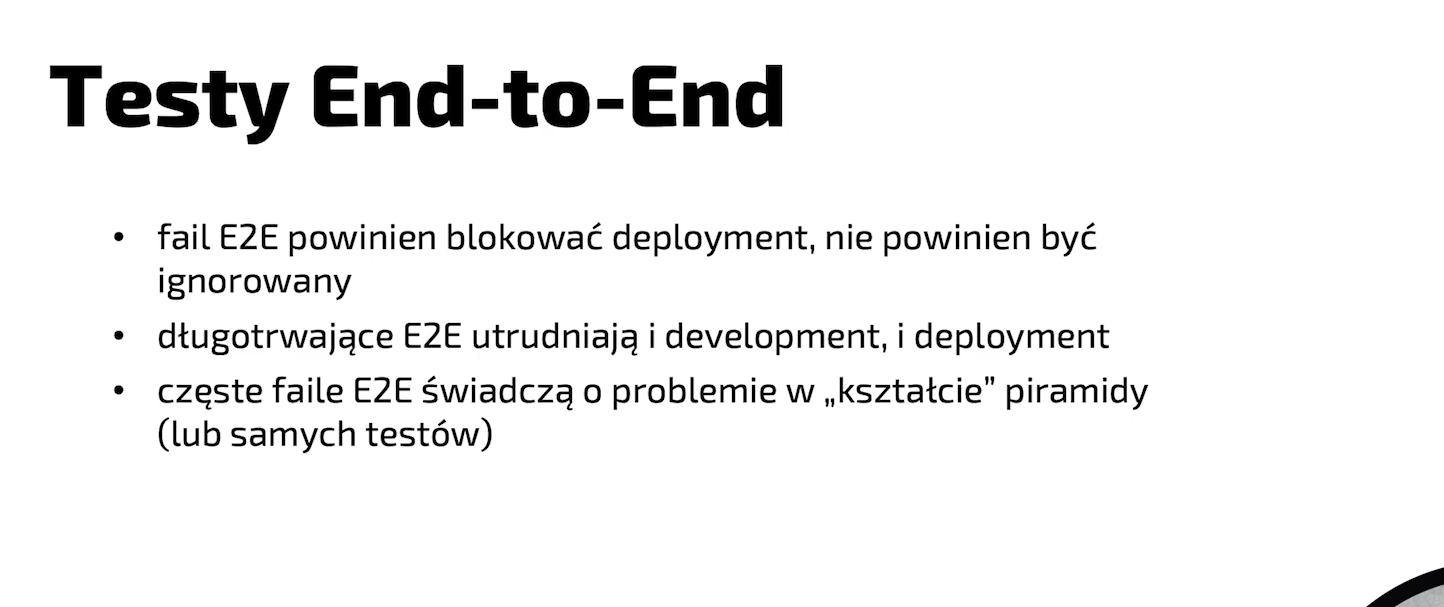 Testy End-to-End
• fail E2E powinien blokować deployment, nie powinien być
ignorowany
• długotrwające E2E utrudniają i development, i deployment
• częste faile E2E świadczą o problemie w „kształcie” piramidy
(lub samych testów)